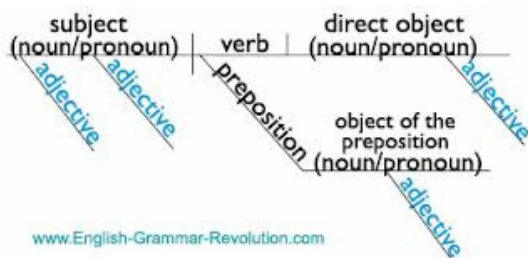 subject
(noun/pronoun)
verb
direct object
(noun/pronoun)
adjective
adjective
preposition
adjective
object of the
preposition
(noun/pronoun)
adjective
www.English-Grammar-Revolution.com